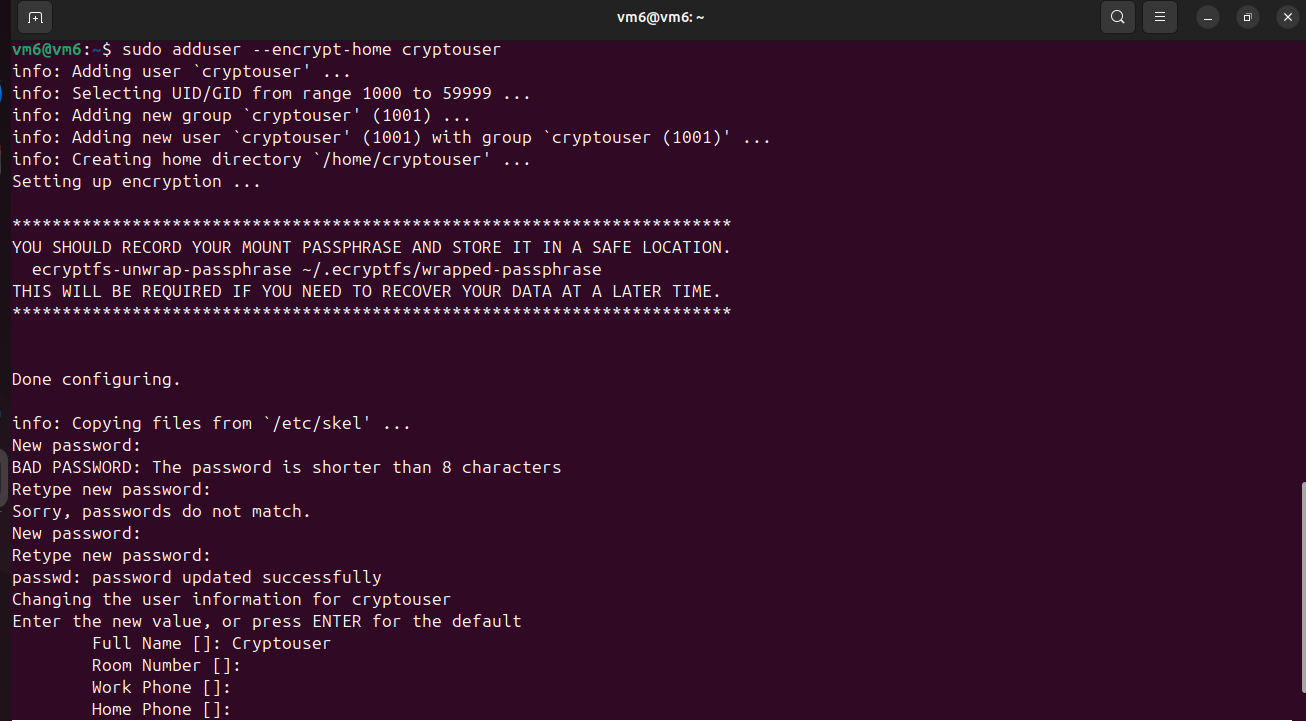 vm6@vm6: ~
vm6@vm6:~$ sudo adduser --encrypt-home cryptouser
info: Adding user `cryptouser' ...
info: Selecting UID/GID from range 1000 to 59999 ...
info: Adding new group `cryptouser' (1001) ...
info: Adding new user `cryptouser' (1001) with group `cryptouser (1001)' ...
info: Creating home directory `/home/cryptouser' ...
Setting up encryption ...
************************************************************************
YOU SHOULD RECORD YOUR MOUNT PASSPHRASE AND STORE IT IN A SAFE LOCATION.
  ecryptfs-unwrap-passphrase ~/.ecryptfs/wrapped-passphrase
THIS WILL BE REQUIRED IF YOU NEED TO RECOVER YOUR DATA AT A LATER TIME.
************************************************************************
Done configuring.
info: Copying files from `/etc/skel' ...
New password:
BAD PASSWORD: The password is shorter than 8 characters
Retype new password:
Sorry, passwords do not match.
New password:
Retype new password:
passwd: password updated successfully
Changing the user information for cryptouser
Enter the new value, or press ENTER for the default
        Full Name []: Cryptouser
        Room Number []:
        Work Phone []:
        Home Phone []: